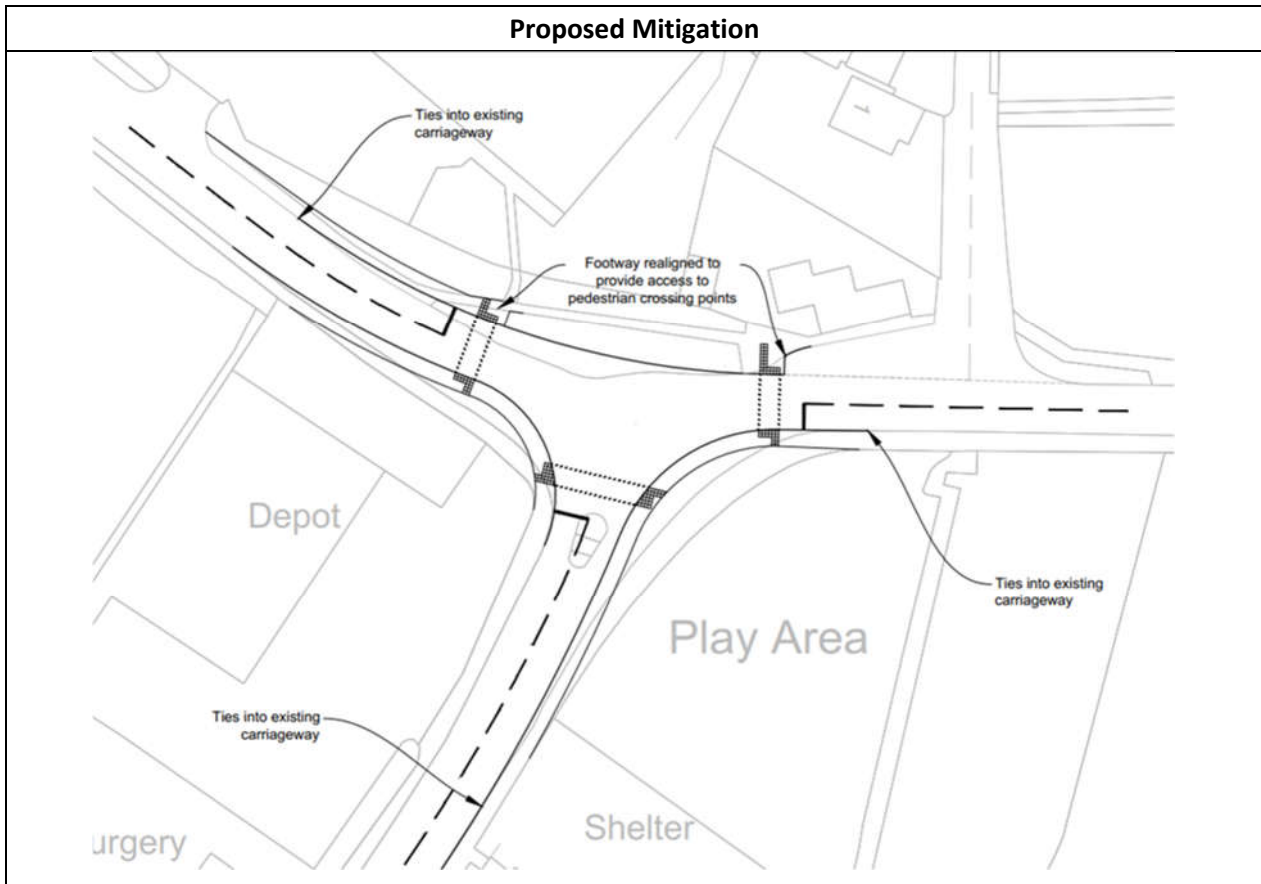 Proposed Mitigation
Ties into existing
carriageway
1
Footway realigned to
provide access to
pedestrian crossing points
Depot
Ties into existing
carriageway
Play Area
Ties into existing
carriageway
Shelter
urgery